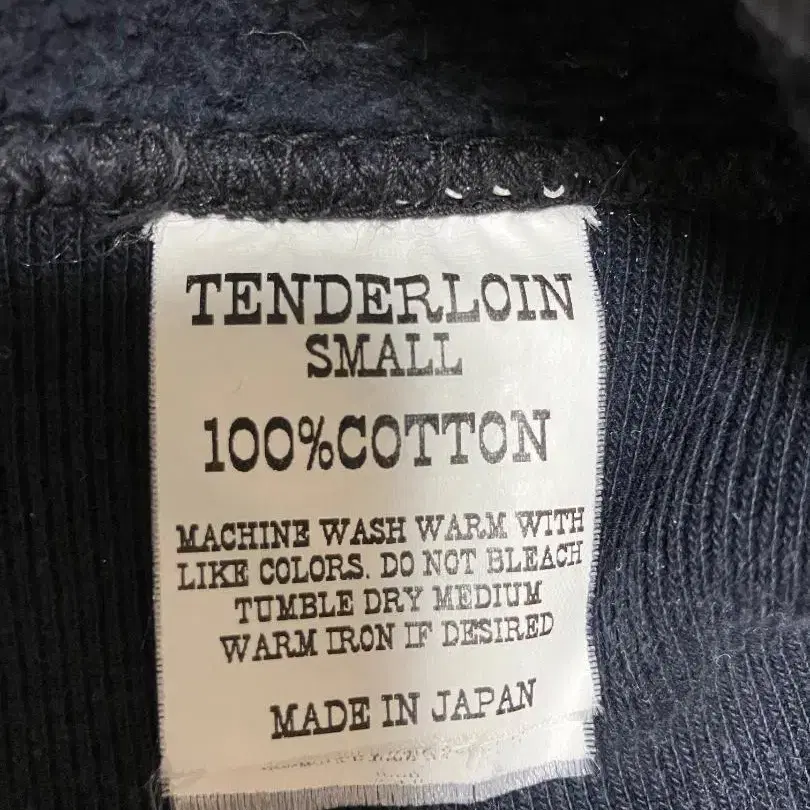 TENDERLOIN
SMALL
100%COTTON
MACHINE WASH WARM WITH
LIKE COLORS. DO NOT BLEACH
TUMBLE DRY MEDIUM
WARM IRON IF DESIRED
MADE IN JAPAN